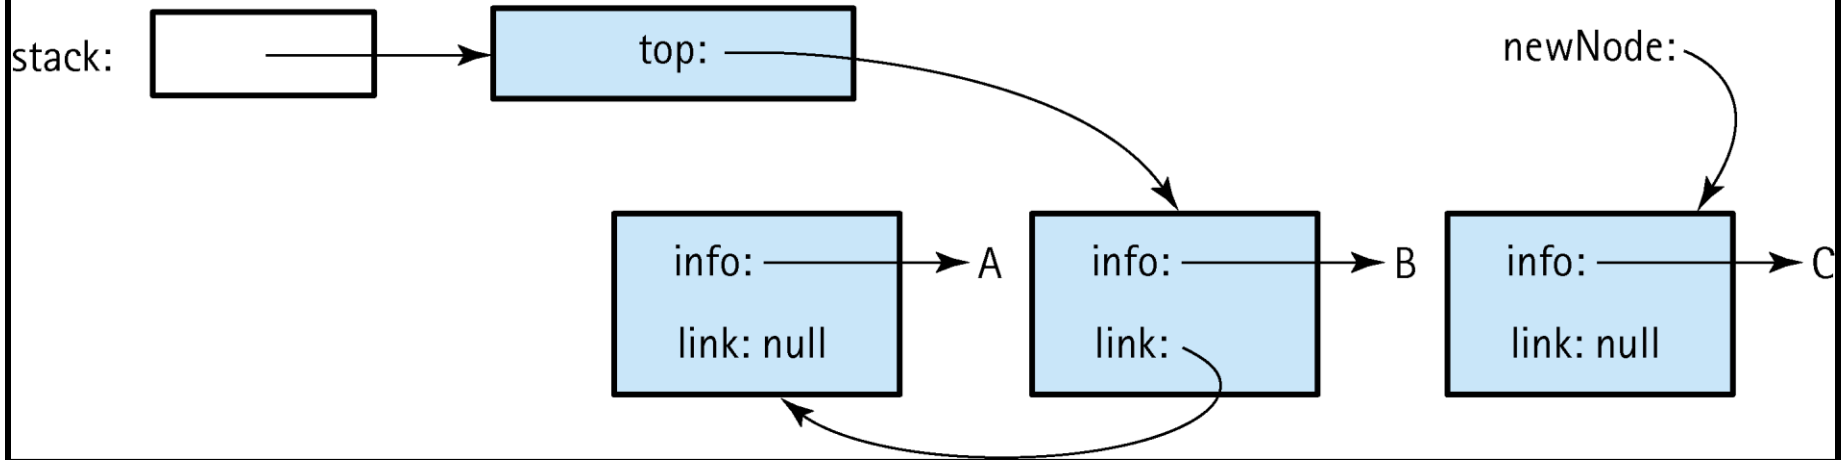 stack:
top:
newNode:
info: A
info: B
info: C
link: null
link:
link: null